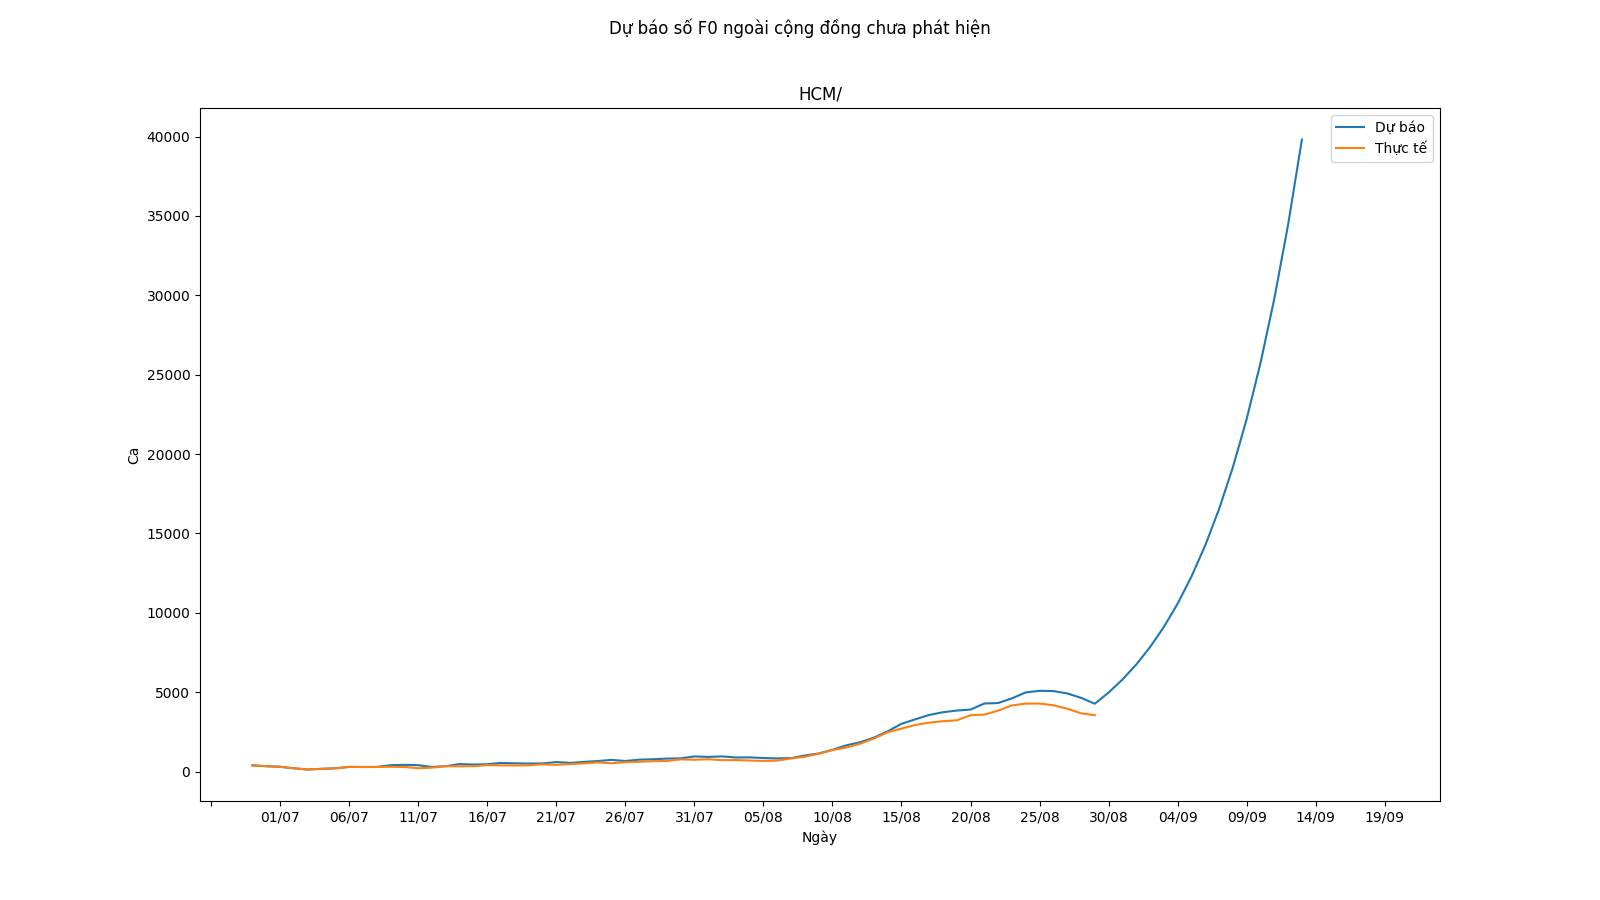 Dự báo số F0 ngoài cộng đồng chưa phát hiện
HCM/
Dự báo
Thực tế
Ca
40000
35000
30000
25000
20000
15000
10000
5000
0
01/07 06/07 11/07 16/07 21/07 26/07 31/07 05/08 10/08 15/08 20/08 25/08 30/08 04/09 09/09 14/09 19/09
Ngày